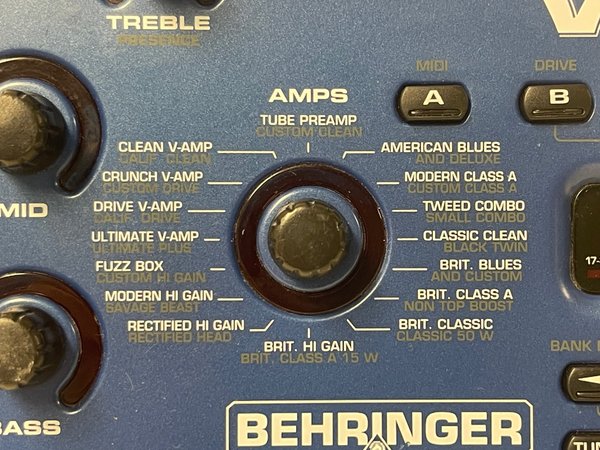 TREBLE
PRESENCE
V
MIDI
DRIVE
A
B
AMPS
TUBE PREAMP
CUSTOM CLEAN
CLEAN V-AMP
CALIF. CLEAN
CRUNCH V-AMP
CUSTOM DRIVE
DRIVE V-AMP
CALIF. DRIVE
ULTIMATE V-AMP
ULTIMATE PLUS
FUZZ BOX
CUSTOM HI GAIN
MODERN HI GAIN
SAVAGE BEAST
RECTIFIED HI GAIN
RECTIFIED HEAD
BRIT. HI GAIN
BRIT. CLASS A 15 W
AMERICAN BLUES
AND DELUXE
MODERN CLASS A
CUSTOM CLASS A
TWEED COMBO
SMALL COMBO
CLASSIC CLEAN
BLACK TWIN
BRIT. BLUES
AND CUSTOM
BRIT. CLASS A
NON TOP BOOST
BRIT. CLASSIC
CLASSIC 50 W
MID
BASS
17-
BANK
TUN
BEHRINGER